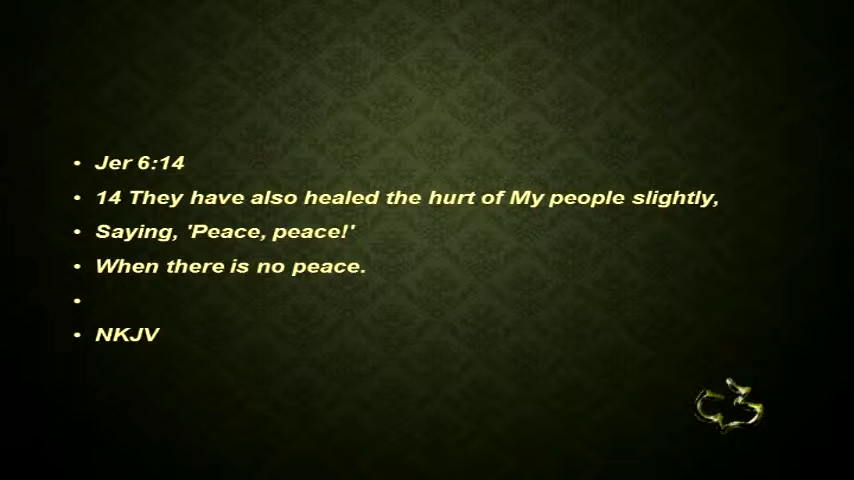 • Jer 6:14
• 14 They have also healed the hurt of My people slightly,
• Saying, 'Peace, peace!'
• When there is no peace.
•
• NKJV
C3